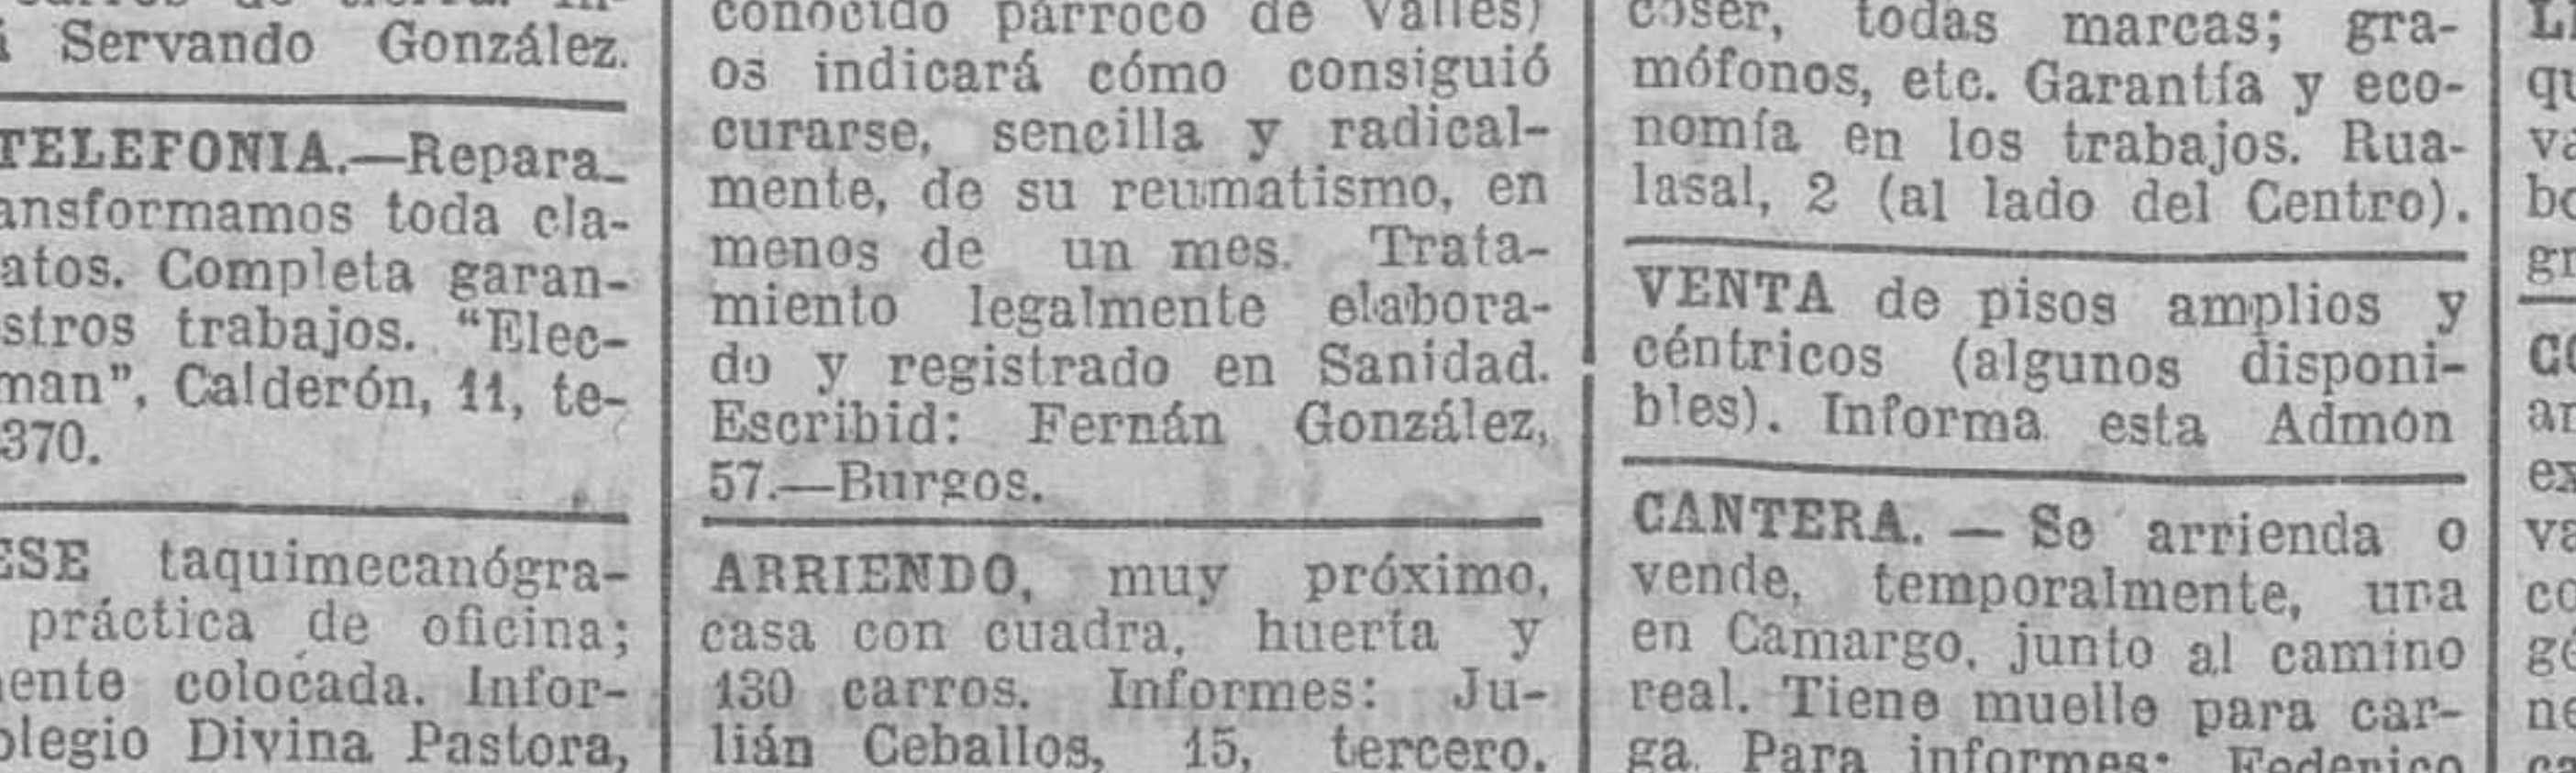 Servando González.
TELEFONIA.—Repara-
ansformamos toda cla-
atos. Completa garan-
stros trabajos. "Elec-
man", Calderón, 11, te-
370.
ESE taquimecanógra-
práctica de oficina;
ente colocada. Infor-
olegio Divina Pastora,
conocido párroco de Valles)
os indicará cómo consiguió
curarse, sencilla y radical-
mente, de su reumatismo, en
menos de un mes. Trata-
miento legalmente elabora-
do y registrado en Sanidad.
Escribid: Fernán González,
57.—Burgos.
ARRIENDO, muy próximo,
casa con cuadra, huerta y
130 carros. Informes: Ju-
lián Ceballos, 15, tercero.
coser, todas marcas; gra-
mófonos, etc. Garantía y eco-
nomía en los trabajos. Rua-
lasal, 2 (al lado del Centro).
VENTA de pisos amplios y
céntricos (algunos disponi-
bles). Informa esta Admon
CANTERA. — Se arrienda o
vende, temporalmente, una
en Camargo, junto al camino
real. Tiene muelle para car-
ga. Para informes: Federico